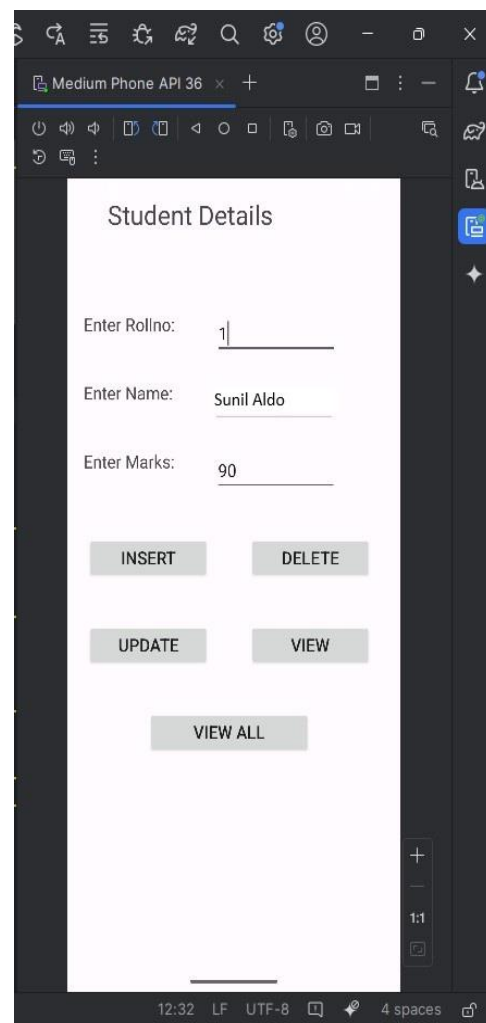 Medium Phone API 36
Student Details
Enter Rollno: 1
Enter Name: Sunil Aldo
Enter Marks: 90
INSERT DELETE
UPDATE VIEW
VIEW ALL
1:1
12:32 LF UTF-8 4 spaces